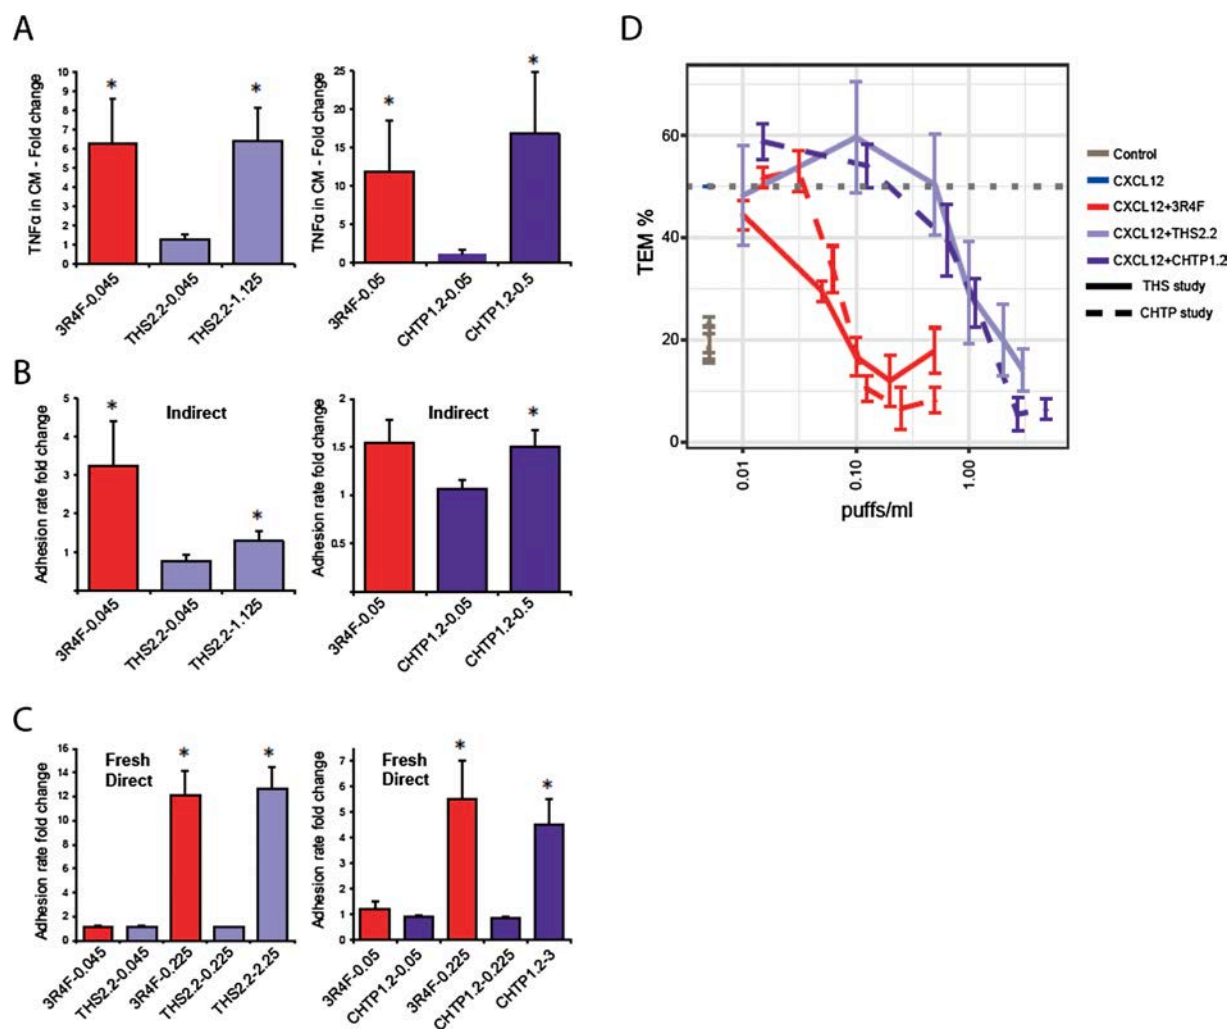 A
TNFα in CM - Fold change
10
9
8
7
6
5
4
3
2
1
0
*
*
3R4F-0.045
THS2.2-0.045
THS2.2-1.125
TNFα in CM - Fold change
25
20
15
10
5
0
*
*
3R4F-0.05
CHTP1.2-0.05
CHTP1.2-0.5
B
Adhesion rate fold change
5
4
3
2
1
Indirect
*
*
3R4F-0.045
THS2.2-0.045
THS2.2-1.125
Adhesion rate fold change
2
1.5
1
0.5
Indirect
*
3R4F-0.05
CHTP1.2-0.05
CHTP1.2-0.5
C
Adhesion rate fold change
16
14
12
10
8
6
4
2
0
Fresh
Direct
*
*
3R4F-0.045
THS2.2-0.045
3R4F-0.225
THS2.2-0.225
THS2.2-2.25
Adhesion rate fold change
7
6
5
4
3
2
1
0
Fresh
Direct
*
*
3R4F-0.05
CHTP1.2-0.05
3R4F-0.225
CHTP1.2-0.225
CHTP1.2-3
D
TEM %
60
40
20
0
0.01
0.10
1.00
puffs/ml
Control
CXCL12
CXCL12+3R4F
CXCL12+THS2.2
CXCL12+CHTP1.2
THS study
CHTP study